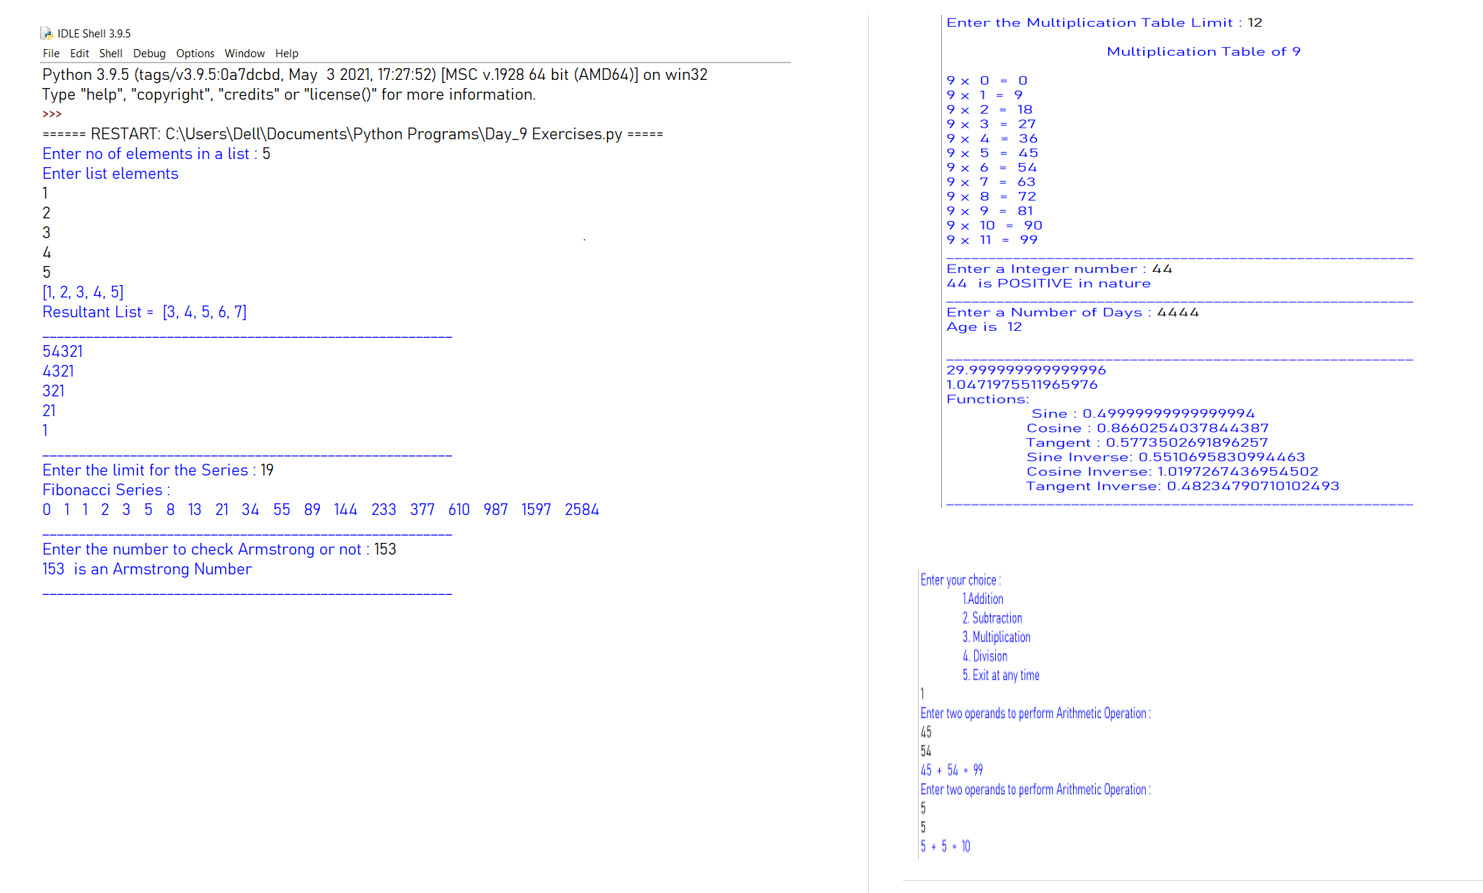 IDLE Shell 3.9.5
File Edit Shell Debug Options Window Help
Python 3.9.5 (tags/v3.9.5:0a7dcbd, May  3 2021, 17:27:52) [MSC v.1928 64 bit (AMD64)] on win32
Type "help", "copyright", "credits" or "license()" for more information.
>>>
====== RESTART: C:\Users\Dell\Documents\Python Programs\Day_9 Exercises.py =====
Enter no of elements in a list : 5
Enter list elements
1
2
3
4
5
[1, 2, 3, 4, 5]
Resultant List =  [3, 4, 5, 6, 7]
54321
4321
321
21
1
Enter the limit for the Series : 19
Fibonacci Series :
0 1 1 2 3 5 8 13 21 34 55 89 144 233 377 610 987 1597 2584
Enter the number to check Armstrong or not : 153
153  is an Armstrong Number
Enter the Multiplication Table Limit : 12
Multiplication Table of 9
9 x 0 = 0
9 x 1 = 9
9 x 2 = 18
9 x 3 = 27
9 x 4 = 36
9 x 5 = 45
9 x 6 = 54
9 x 7 = 63
9 x 8 = 72
9 x 9 = 81
9 x 10 = 90
9 x 11 = 99
Enter a Integer number : 44
44  is POSITIVE in nature
Enter a Number of Days : 4444
Age is  12
29.999999999999996
1.0471975511965976
Functions:
Sine : 0.49999999999999994
Cosine : 0.8660254037844387
Tangent : 0.5773502691896257
Sine Inverse: 0.5510695830994463
Cosine Inverse: 1.0197267436954502
Tangent Inverse: 0.48234790710102493
Enter your choice :
1.Addition
2. Subtraction
3. Multiplication
4. Division
5. Exit at any time
1
Enter two operands to perform Arithmetic Operation :
45
54
45 + 54 = 99
Enter two operands to perform Arithmetic Operation :
5
5
5 + 5 = 10